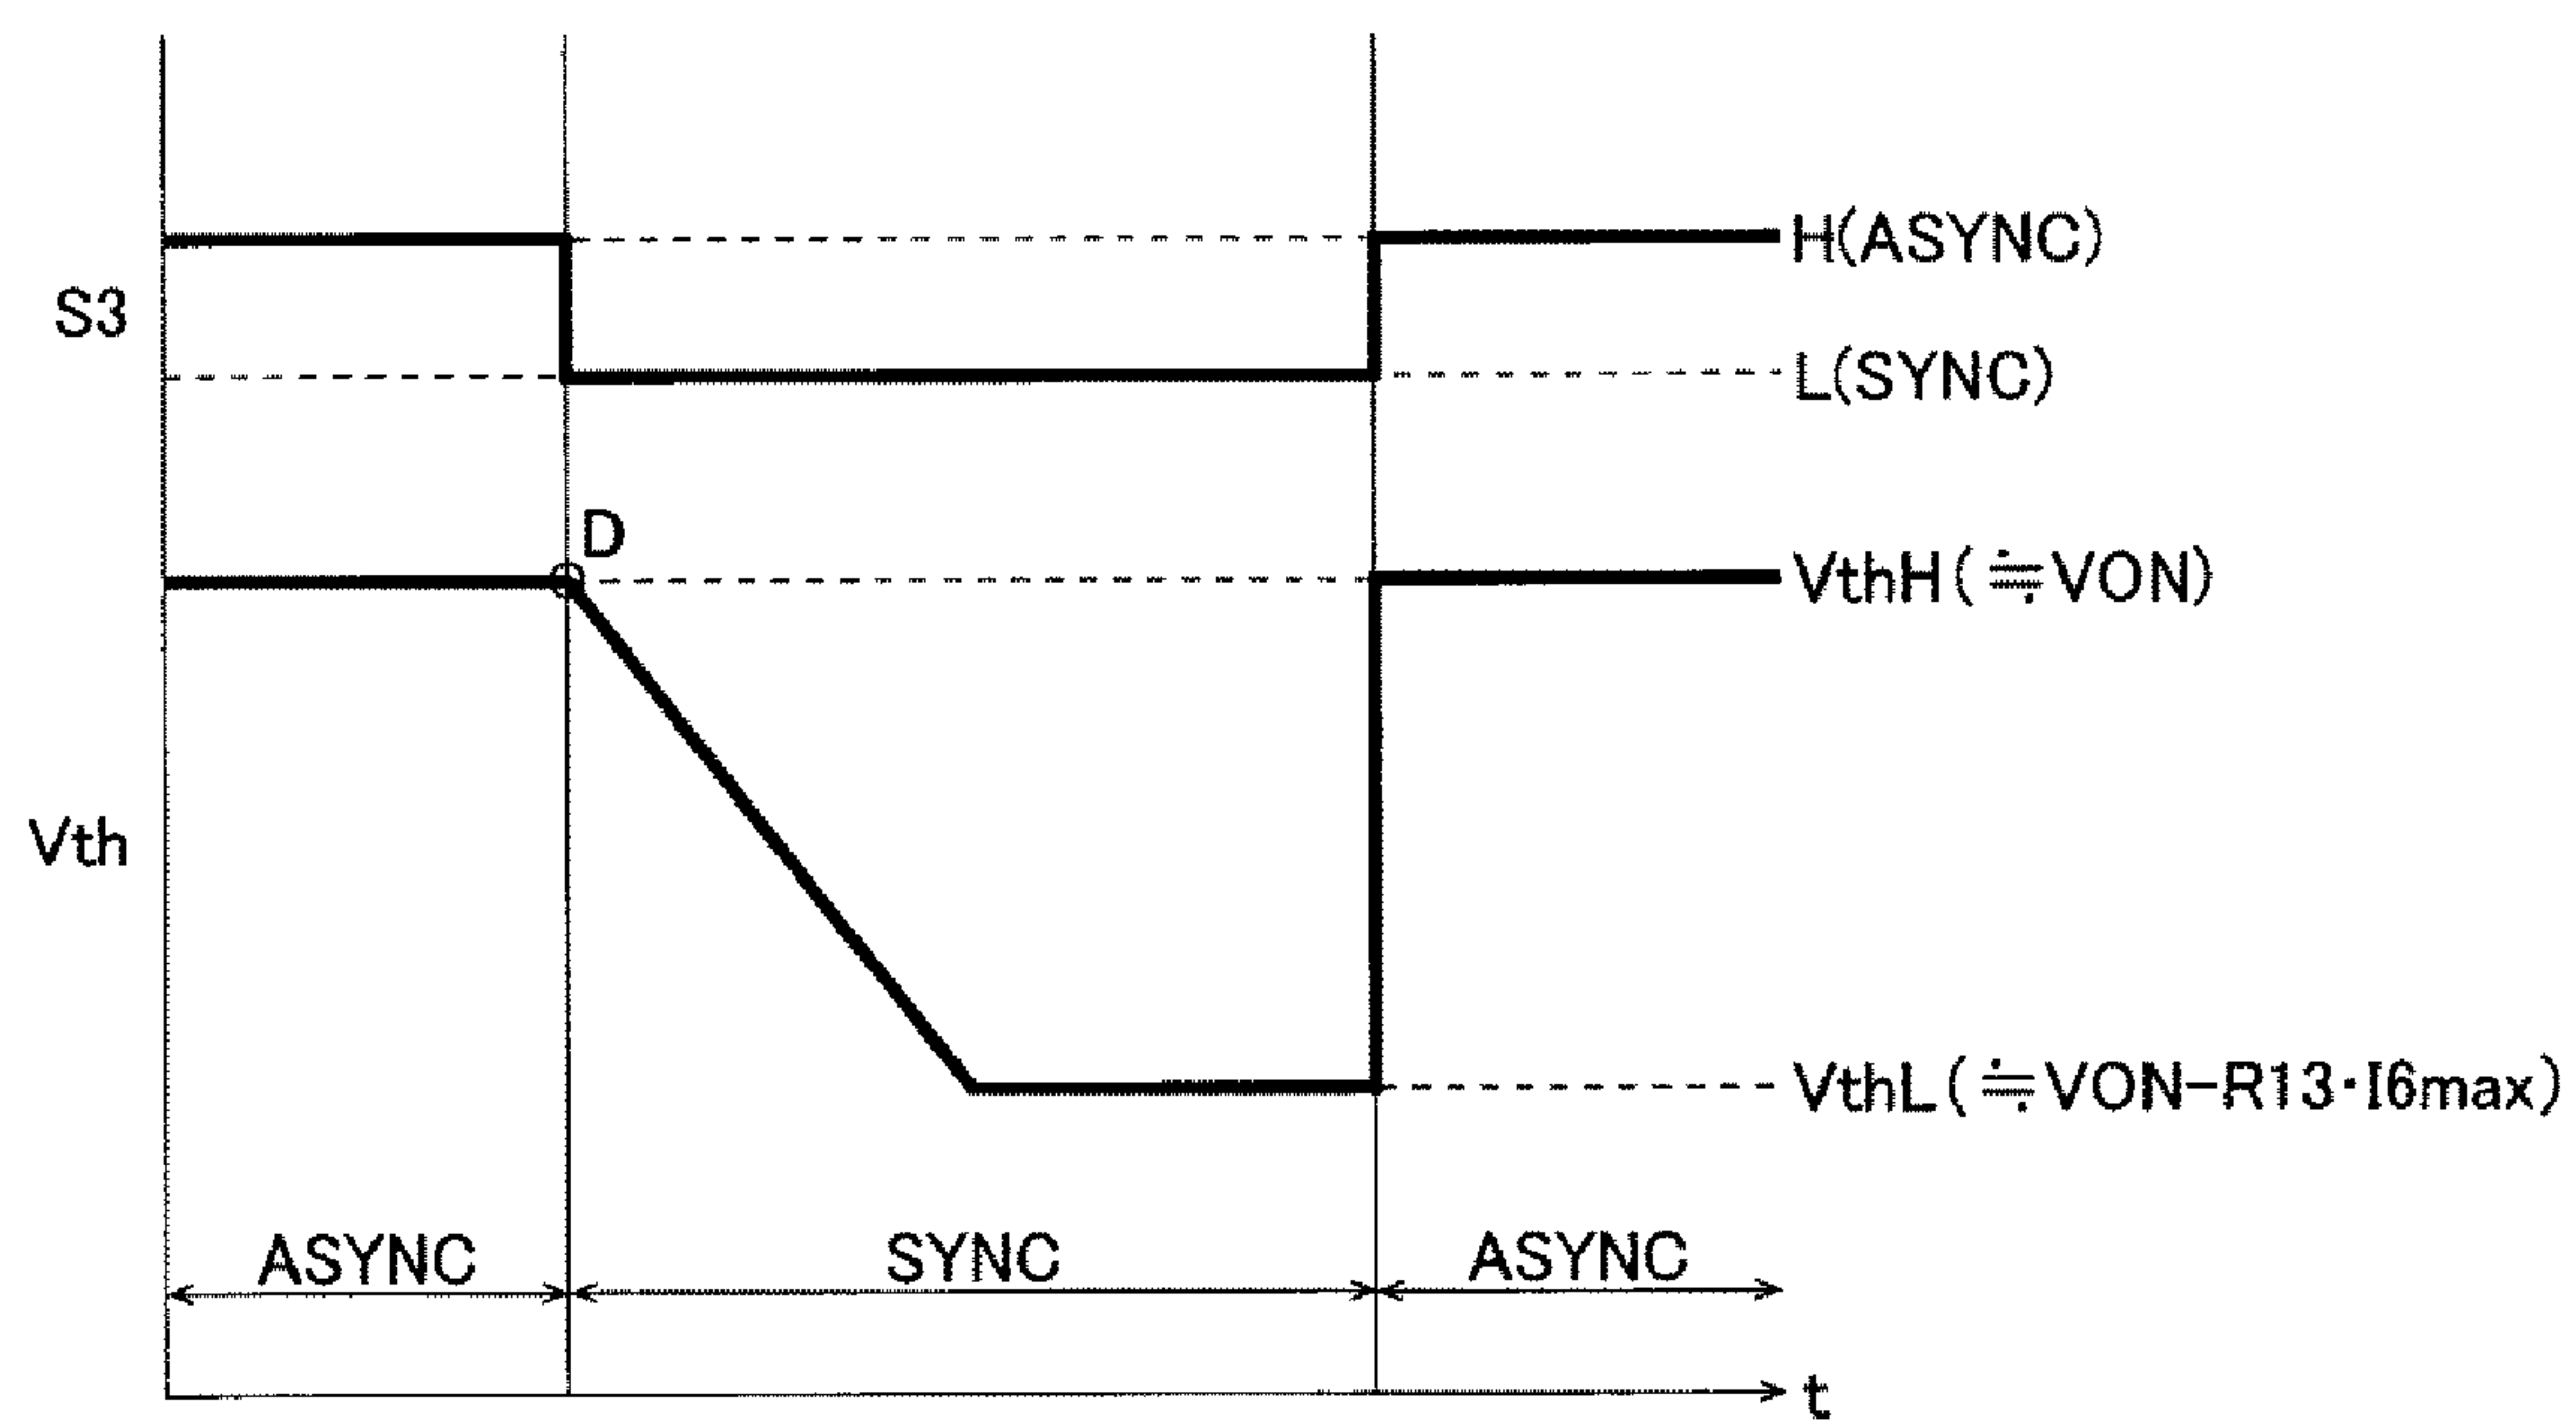 H(ASYNC)
S3
L(SYNC)
D
VthH(≒VON)
Vth
VthL(≒VON-R13·I6max)
ASYNC SYNC ASYNC
t